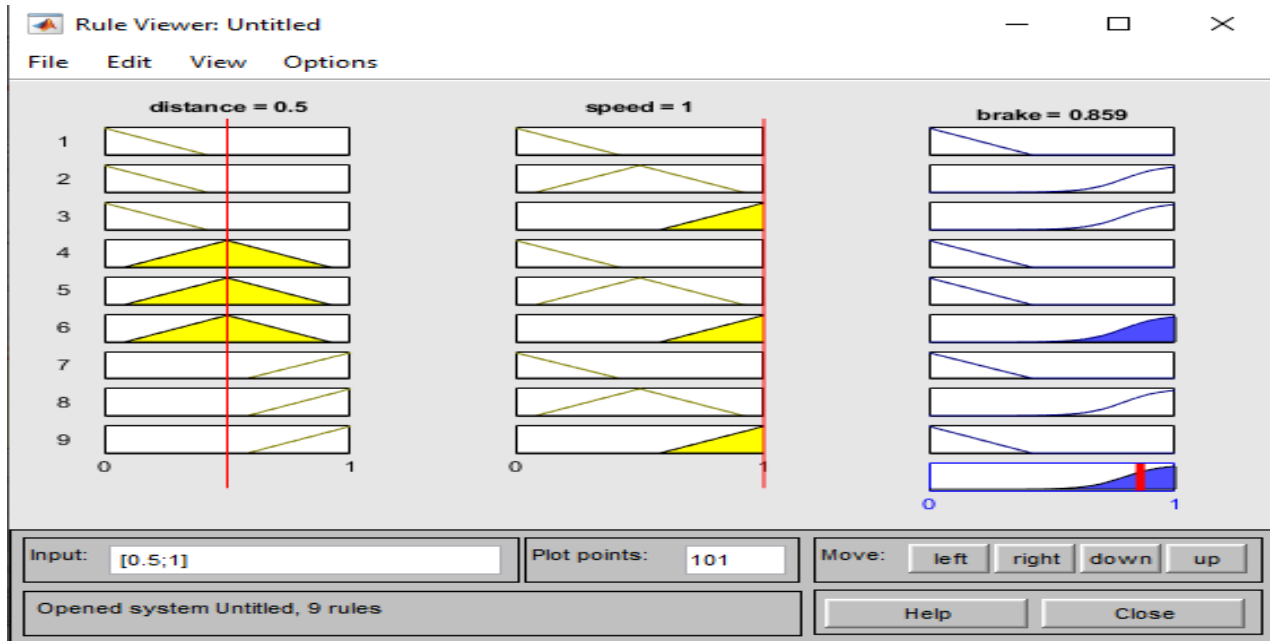 Rule Viewer: Untitled
File Edit View Options
distance = 0.5 speed = 1 brake = 0.859
1
2
3
4
5
6
7
8
9
0 1 0 1
0 1
Input: [0.5;1] Plot points: 101 Move: left right down up
Opened system Untitled, 9 rules Help Close